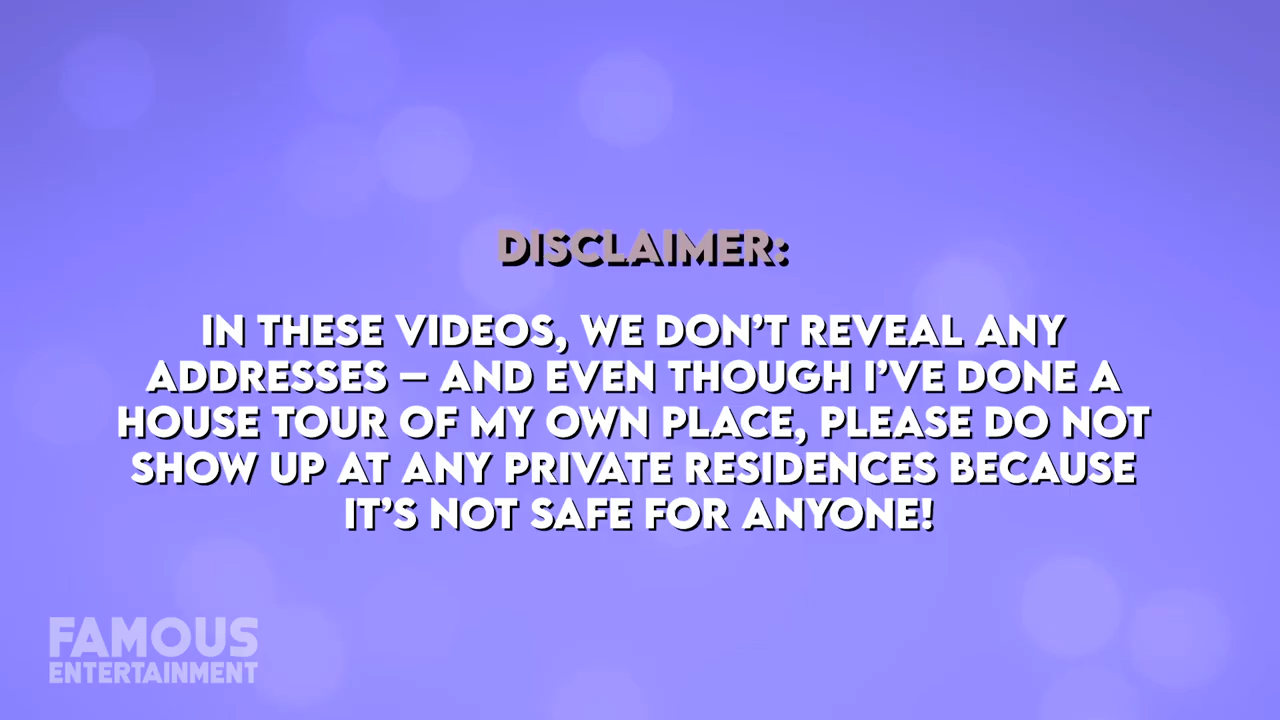 DISCLAIMER:
IN THESE VIDEOS, WE DON'T REVEAL ANY
ADDRESSES – AND EVEN THOUGH I'VE DONE A
HOUSE TOUR OF MY OWN PLACE, PLEASE DO NOT
SHOW UP AT ANY PRIVATE RESIDENCES BECAUSE
IT'S NOT SAFE FOR ANYONE!
FAMOUS
ENTERTAINMENT